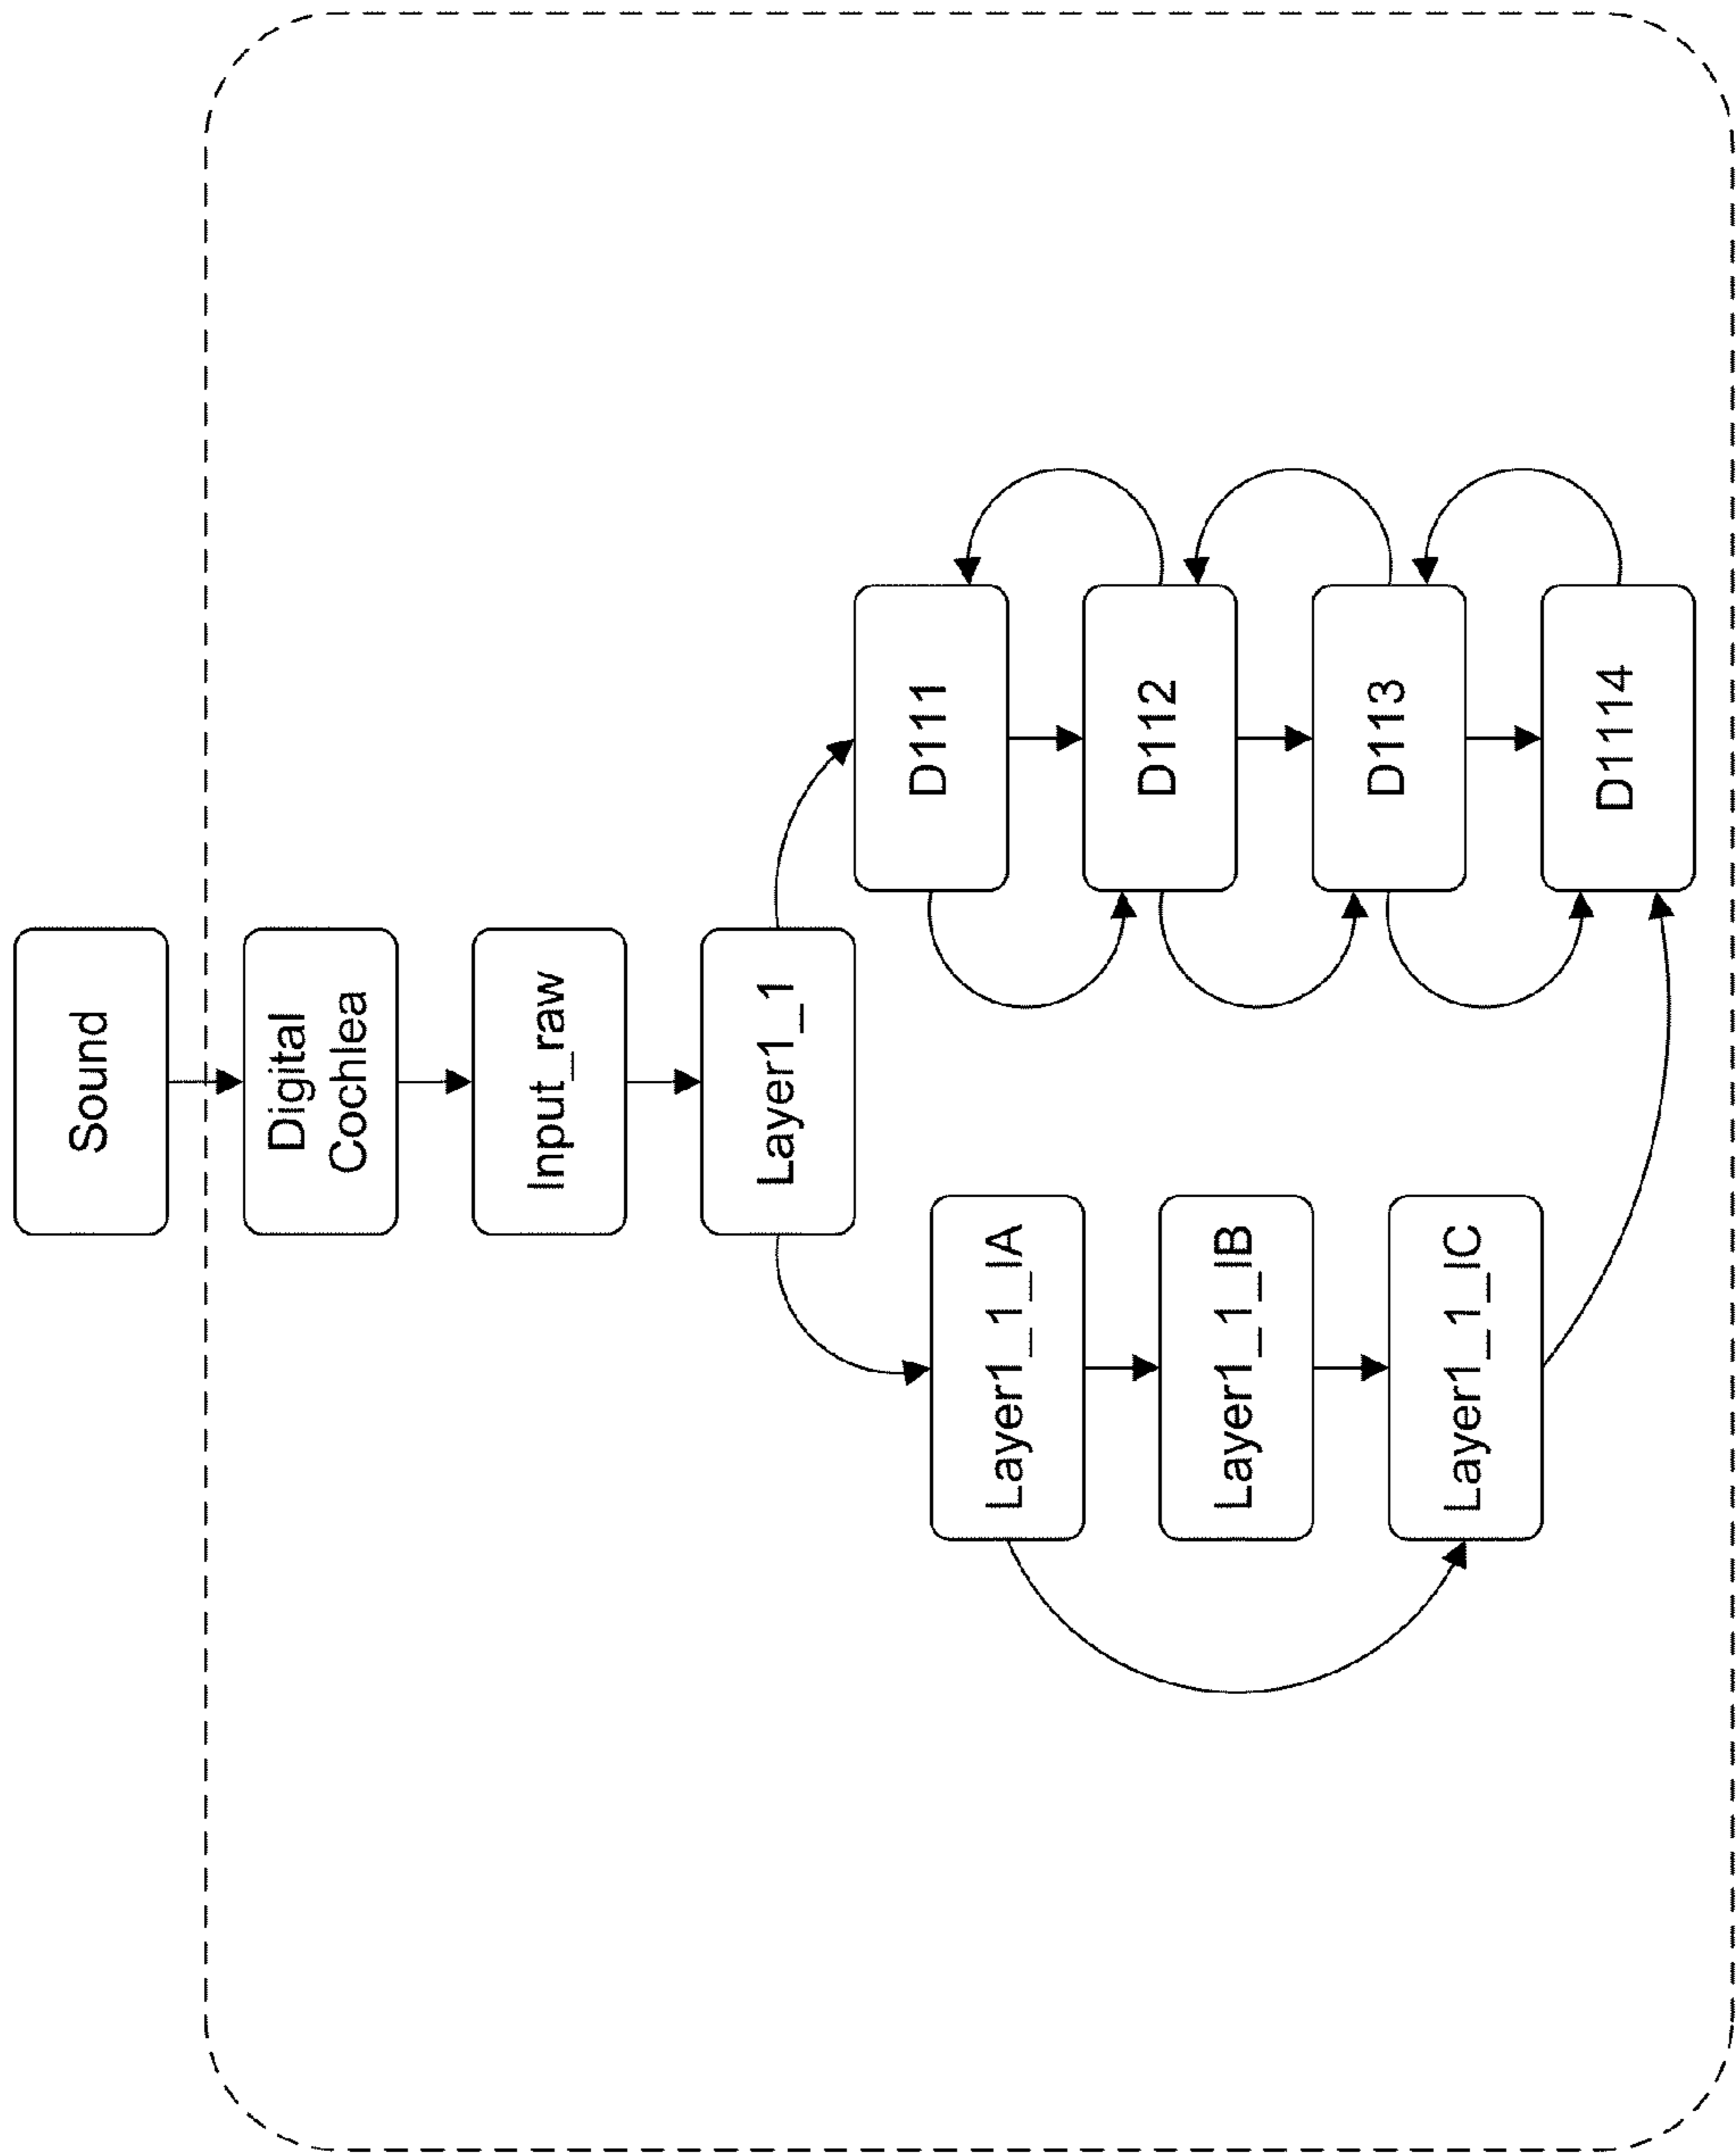 Sound
Digital
Cochlea
Input_raw
Layer1_1
Layer1_1_IA
Layer1_1_IB
Layer1_1_IC
D111
D112
D113
D1114